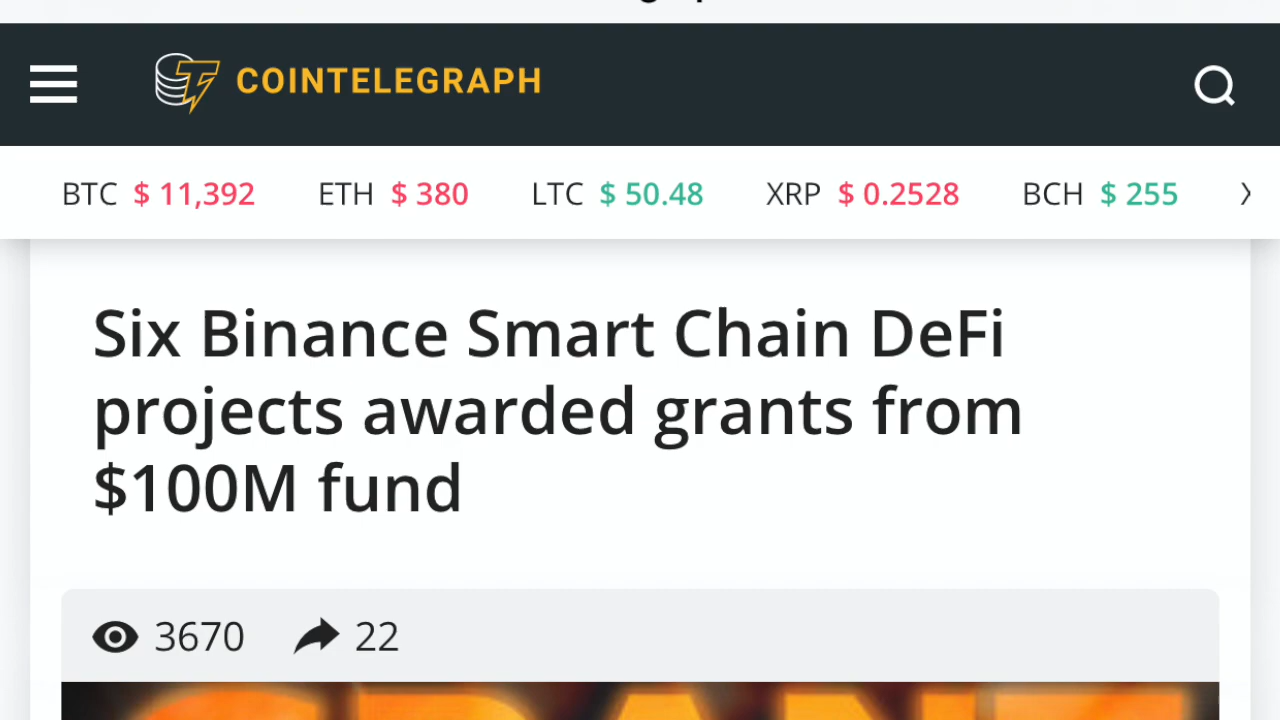 COINTELEGRAPH
BTC $ 11,392 ETH $ 380 LTC $ 50.48 XRP $ 0.2528 BCH $ 255
Six Binance Smart Chain DeFi
projects awarded grants from
$100M fund
3670 22